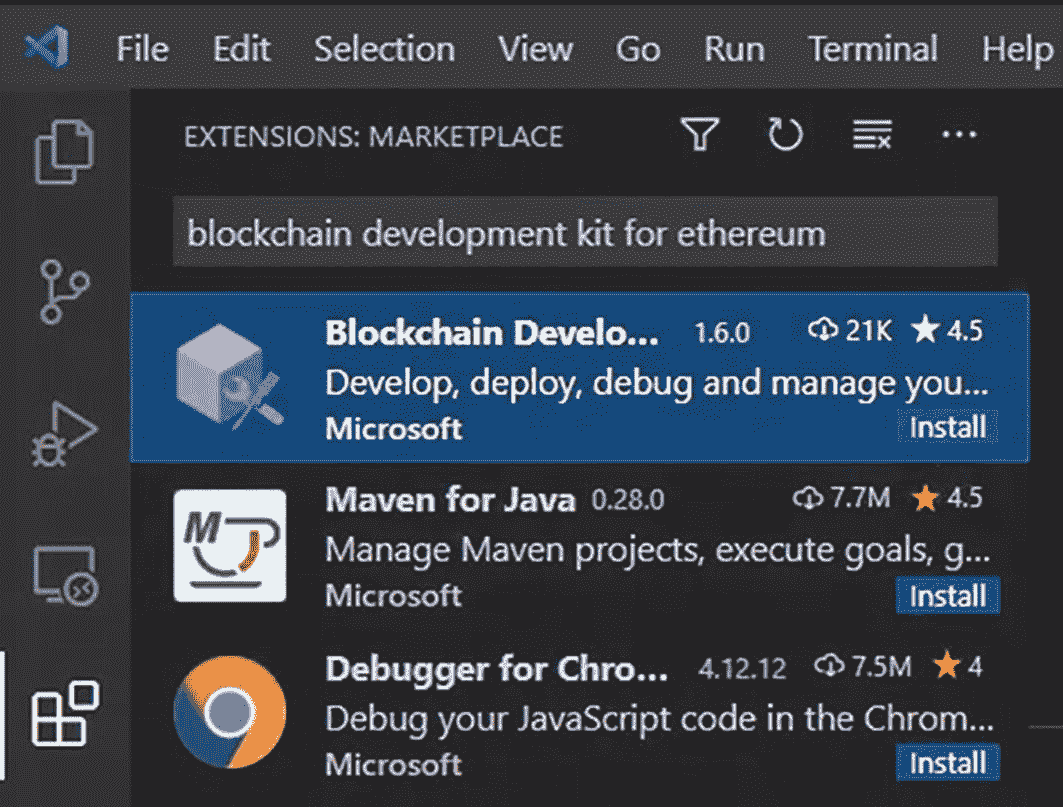 File Edit Selection View Go Run Terminal Help
EXTENSIONS: MARKETPLACE
blockchain development kit for ethereum
Blockchain Develo... 1.6.0 21K 4.5
Develop, deploy, debug and manage you...
Microsoft Install
Maven for Java 0.28.0 7.7M 4.5
Manage Maven projects, execute goals, g...
Microsoft Install
Debugger for Chro... 4.12.12 7.5M 4
Debug your JavaScript code in the Chrom...
Microsoft Install